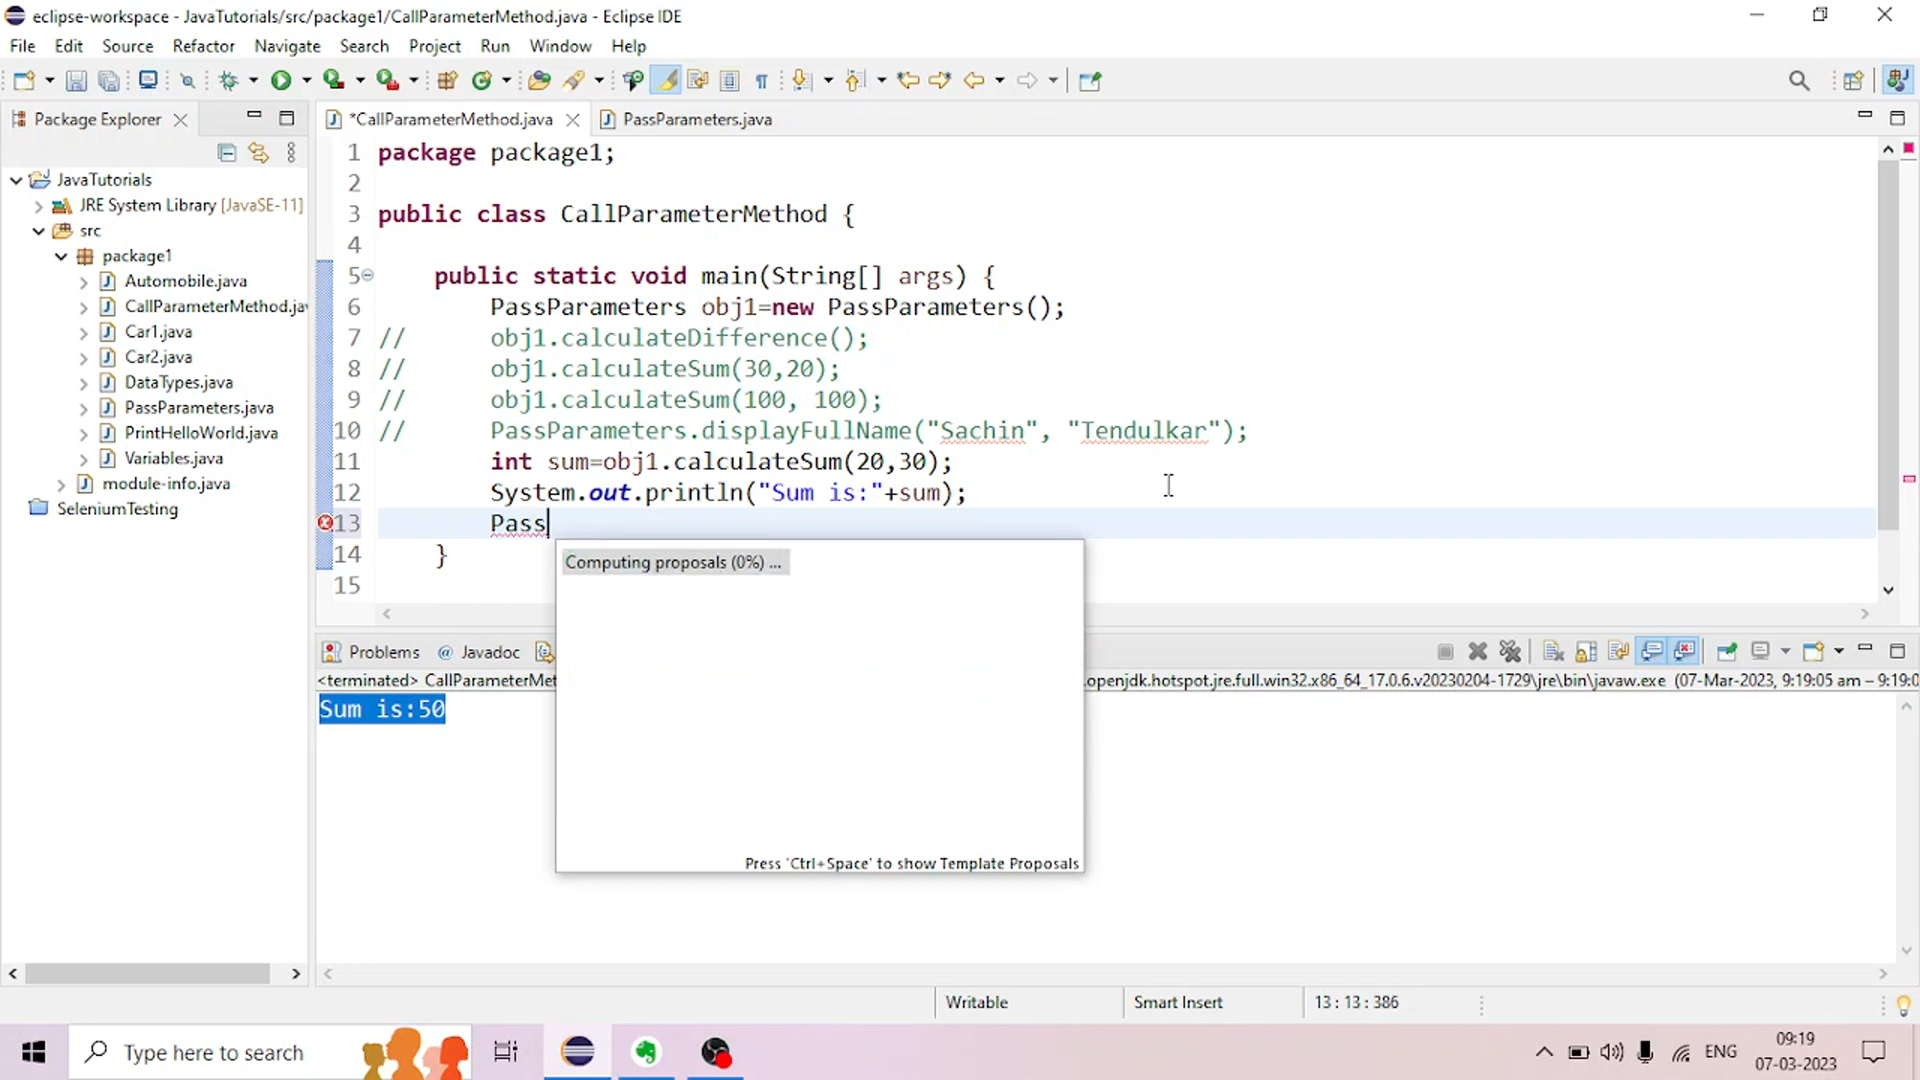 eclipse-workspace - JavaTutorials/src/package1/CallParameterMethod.java - Eclipse IDE
File Edit Source Refactor Navigate Search Project Run Window Help
Package Explorer
*CallParameterMethod.java
PassParameters.java
JavaTutorials
JRE System Library [JavaSE-11]
src
package1
Automobile.java
CallParameterMethod.jav
Car1.java
Car2.java
DataTypes.java
PassParameters.java
PrintHelloWorld.java
Variables.java
module-info.java
SeleniumTesting
1 package package1;
2
3 public class CallParameterMethod {
4
5 public static void main(String[] args) {
6 PassParameters obj1=new PassParameters();
7 // obj1.calculateDifference();
8 // obj1.calculateSum(30,20);
9 // obj1.calculateSum(100, 100);
10 // PassParameters.displayFullName("Sachin", "Tendulkar");
11 int sum=obj1.calculateSum(20,30);
12 System.out.println("Sum is:"+sum);
13 Pass
14 }
15
Computing proposals (0%) ...
Press 'Ctrl+Space' to show Template Proposals
Problems @ Javadoc
<terminated> CallParameterMet
.openjdk.hotspot.jre.full.win32.x86_64_17.0.6.v20230204-1729\jre\bin\javaw.exe (07-Mar-2023, 9:19:05 am – 9:19:0
Sum is:50
Writable
Smart Insert
13 : 13 : 386
Type here to search
ENG
09:19
07-03-2023